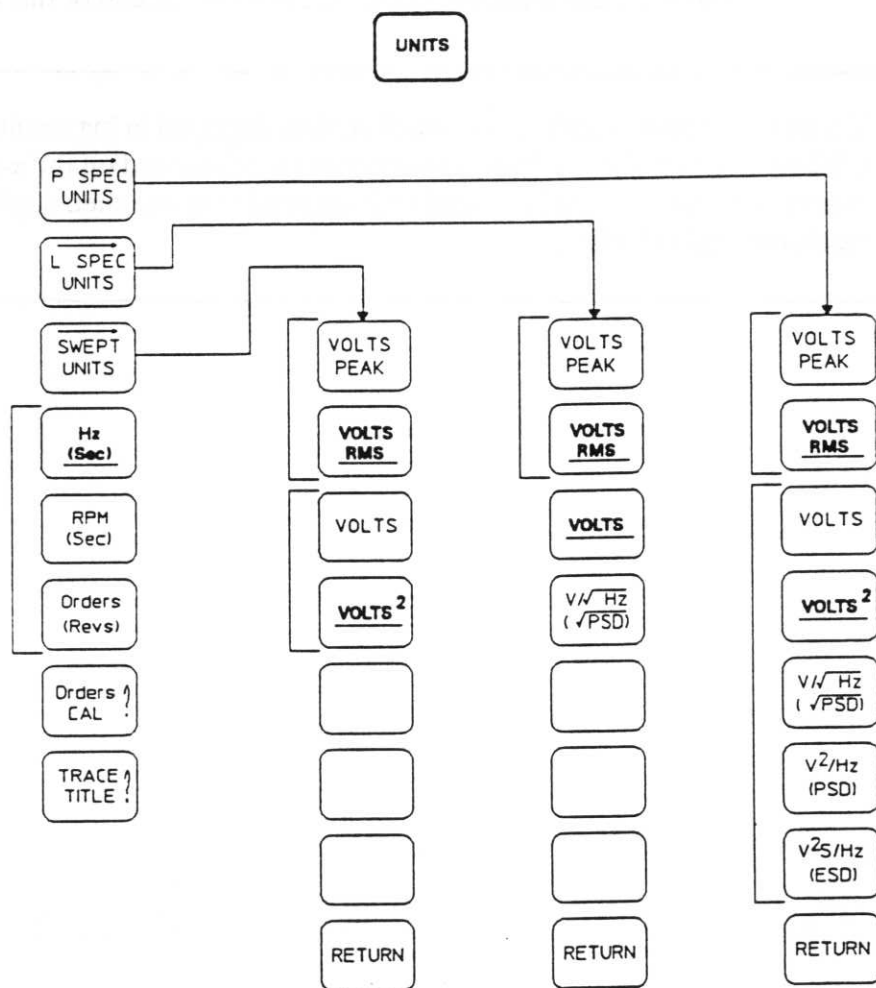 UNITS
P SPEC
UNITS
L SPEC
UNITS
SWEPT
UNITS
Hz
(Sec)
RPM
(Sec)
Orders
(Revs)
Orders ?
CAL
TRACE ?
TITLE
VOLTS
PEAK
VOLTS
RMS
VOLTS
VOLTS²
RETURN
VOLTS
PEAK
VOLTS
RMS
VOLTS
V/√Hz
(√PSD)
RETURN
VOLTS
PEAK
VOLTS
RMS
VOLTS
VOLTS²
V/√Hz
(√PSD)
V²/Hz
(PSD)
V²S/Hz
(ESD)
RETURN